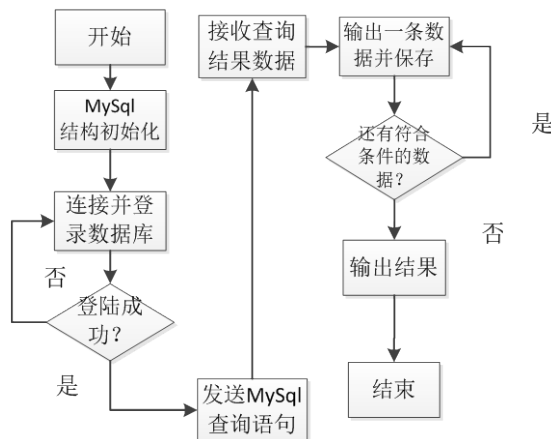 开始
MySql
结构初始化
连接并登
录数据库
否
登陆成
功?
是
发送MySql
查询语句
接收查询
结果数据
输出一条数
据并保存
还有符合
条件的数
据?
是
否
输出结果
结束